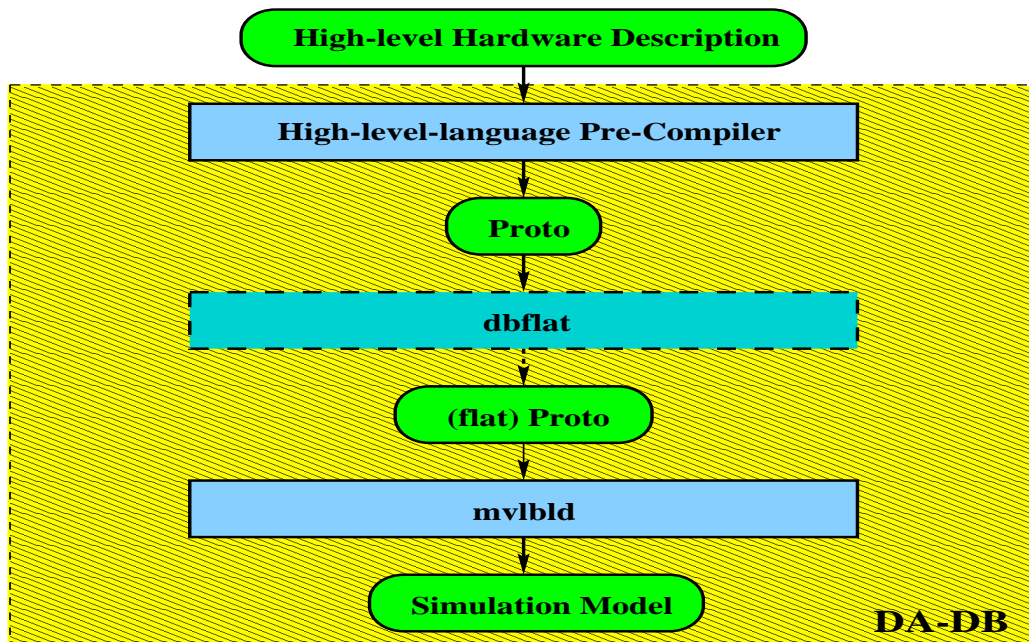 High-level Hardware Description
High-level-language Pre-Compiler
Proto
dbflat
(flat) Proto
mvlbld
Simulation Model
DA-DB